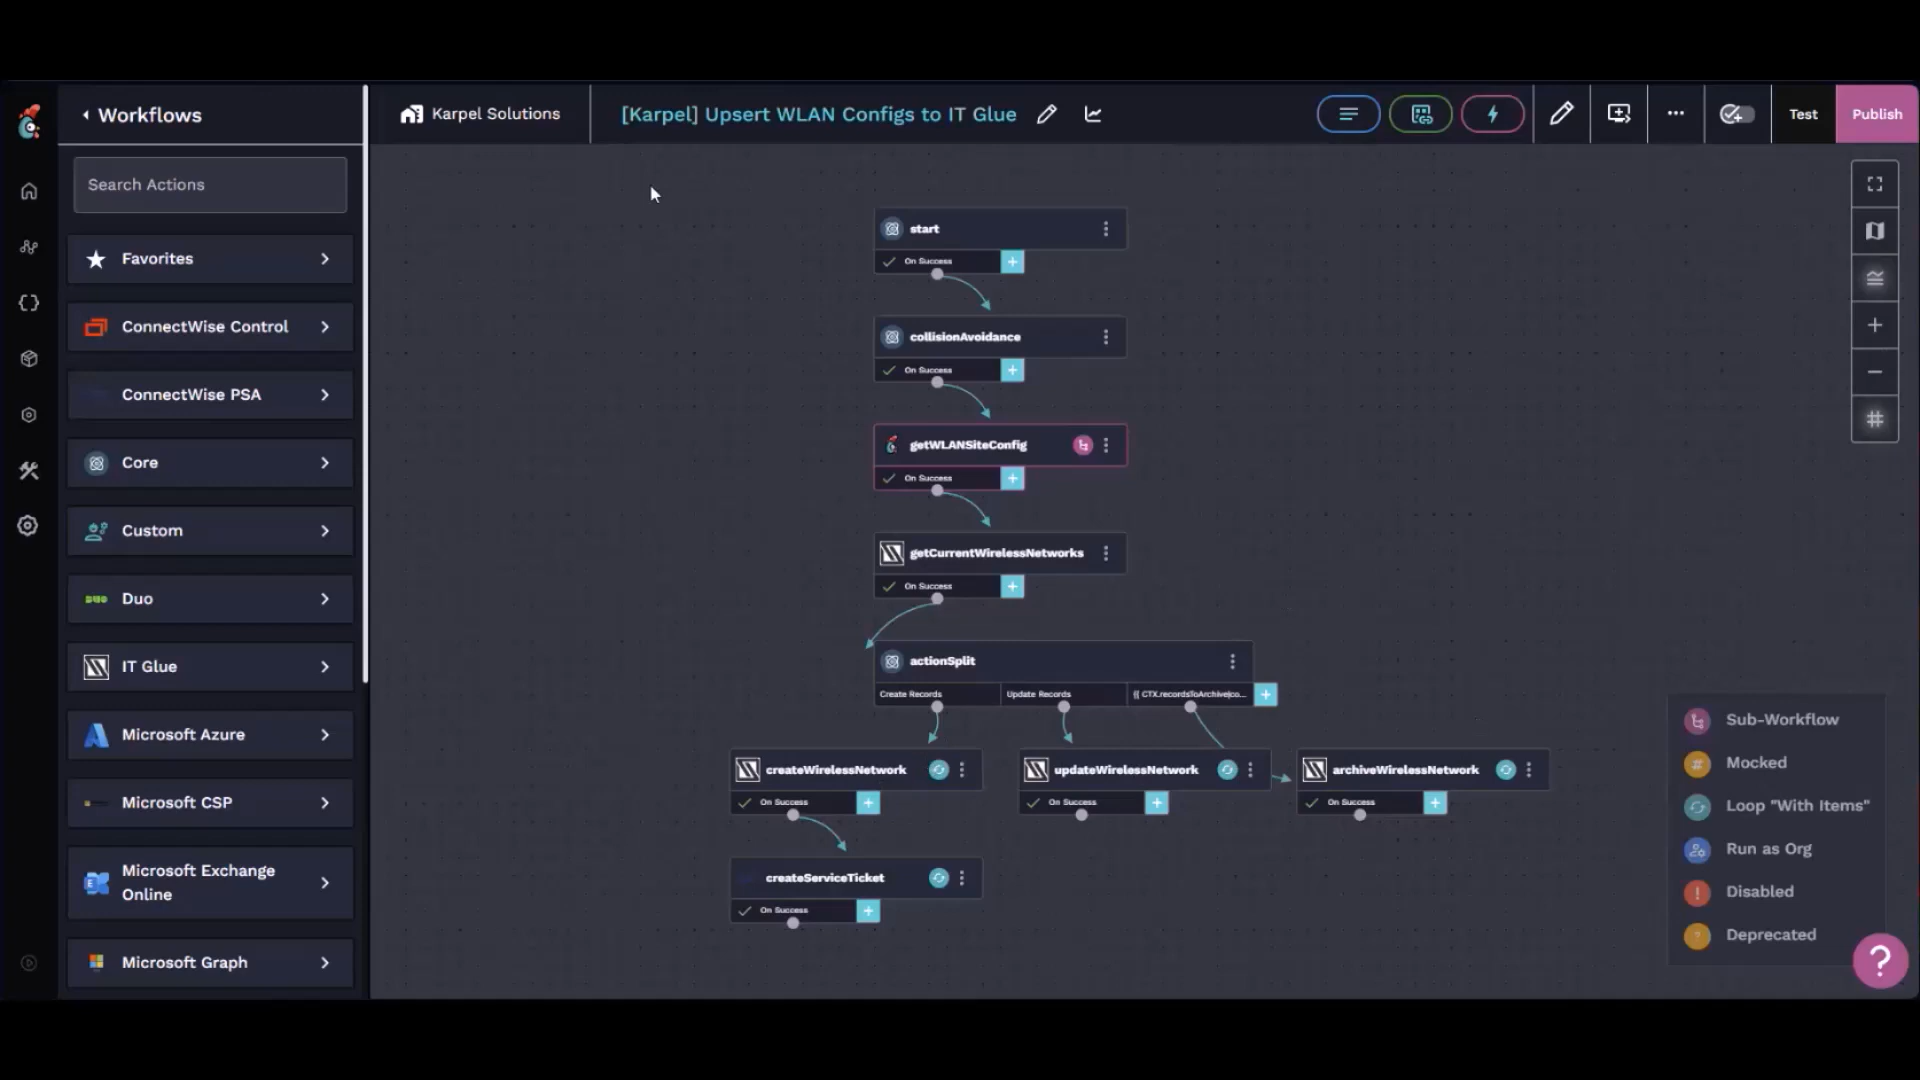 Workflows
Karpel Solutions
[Karpel] Upsert WLAN Configs to IT Glue
Test
Publish
Search Actions
Favorites
ConnectWise Control
ConnectWise PSA
Core
Custom
Duo
IT Glue
Microsoft Azure
Microsoft CSP
Microsoft Exchange
Online
Microsoft Graph
start
On Success
collisionAvoidance
On Success
getWLANSiteConfig
On Success
getCurrentWirelessNetworks
On Success
actionSplit
Create Records
Update Records
{{ CTX.recordsToArchive|co...
createWirelessNetwork
On Success
updateWirelessNetwork
On Success
archiveWirelessNetwork
On Success
createServiceTicket
On Success
Sub-Workflow
Mocked
Loop "With Items"
Run as Org
Disabled
Deprecated